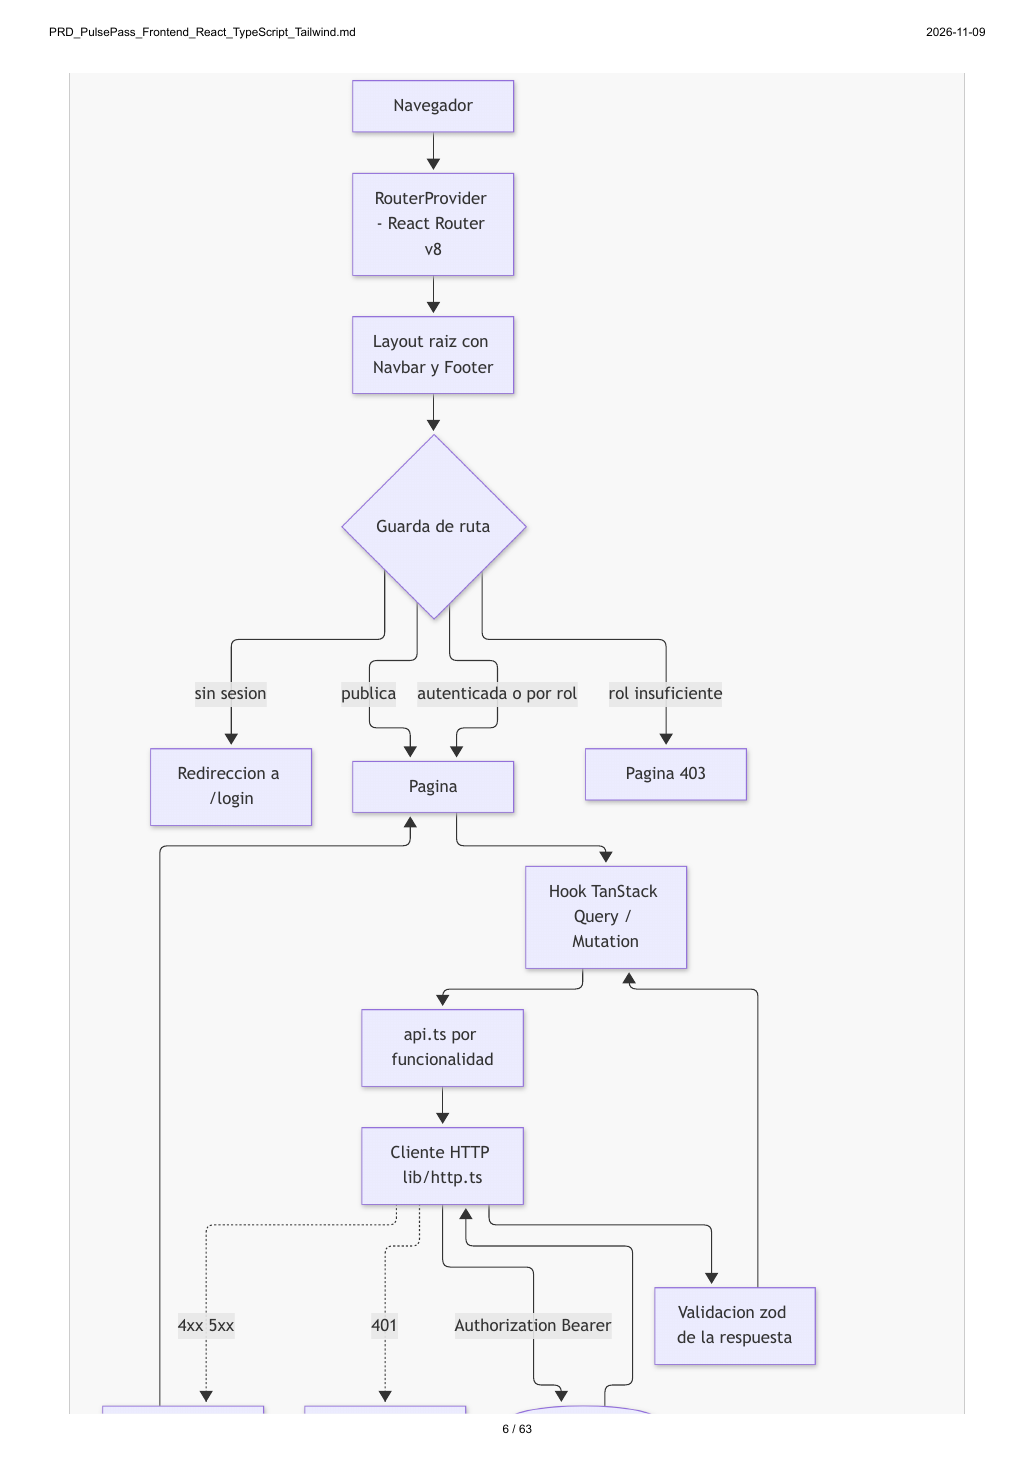 PRD_PulsePass_Frontend_React_TypeScript_Tailwind.md
2026-11-09
Navegador
RouterProvider
- React Router
v8
Layout raiz con
Navbar y Footer
Guarda de ruta
sin sesion
publica
autenticada o por rol
rol insuficiente
Redireccion a
/login
Pagina
Pagina 403
Hook TanStack
Query /
Mutation
api.ts por
funcionalidad
Cliente HTTP
lib/http.ts
4xx 5xx
401
Authorization Bearer
Validacion zod
de la respuesta
6 / 63